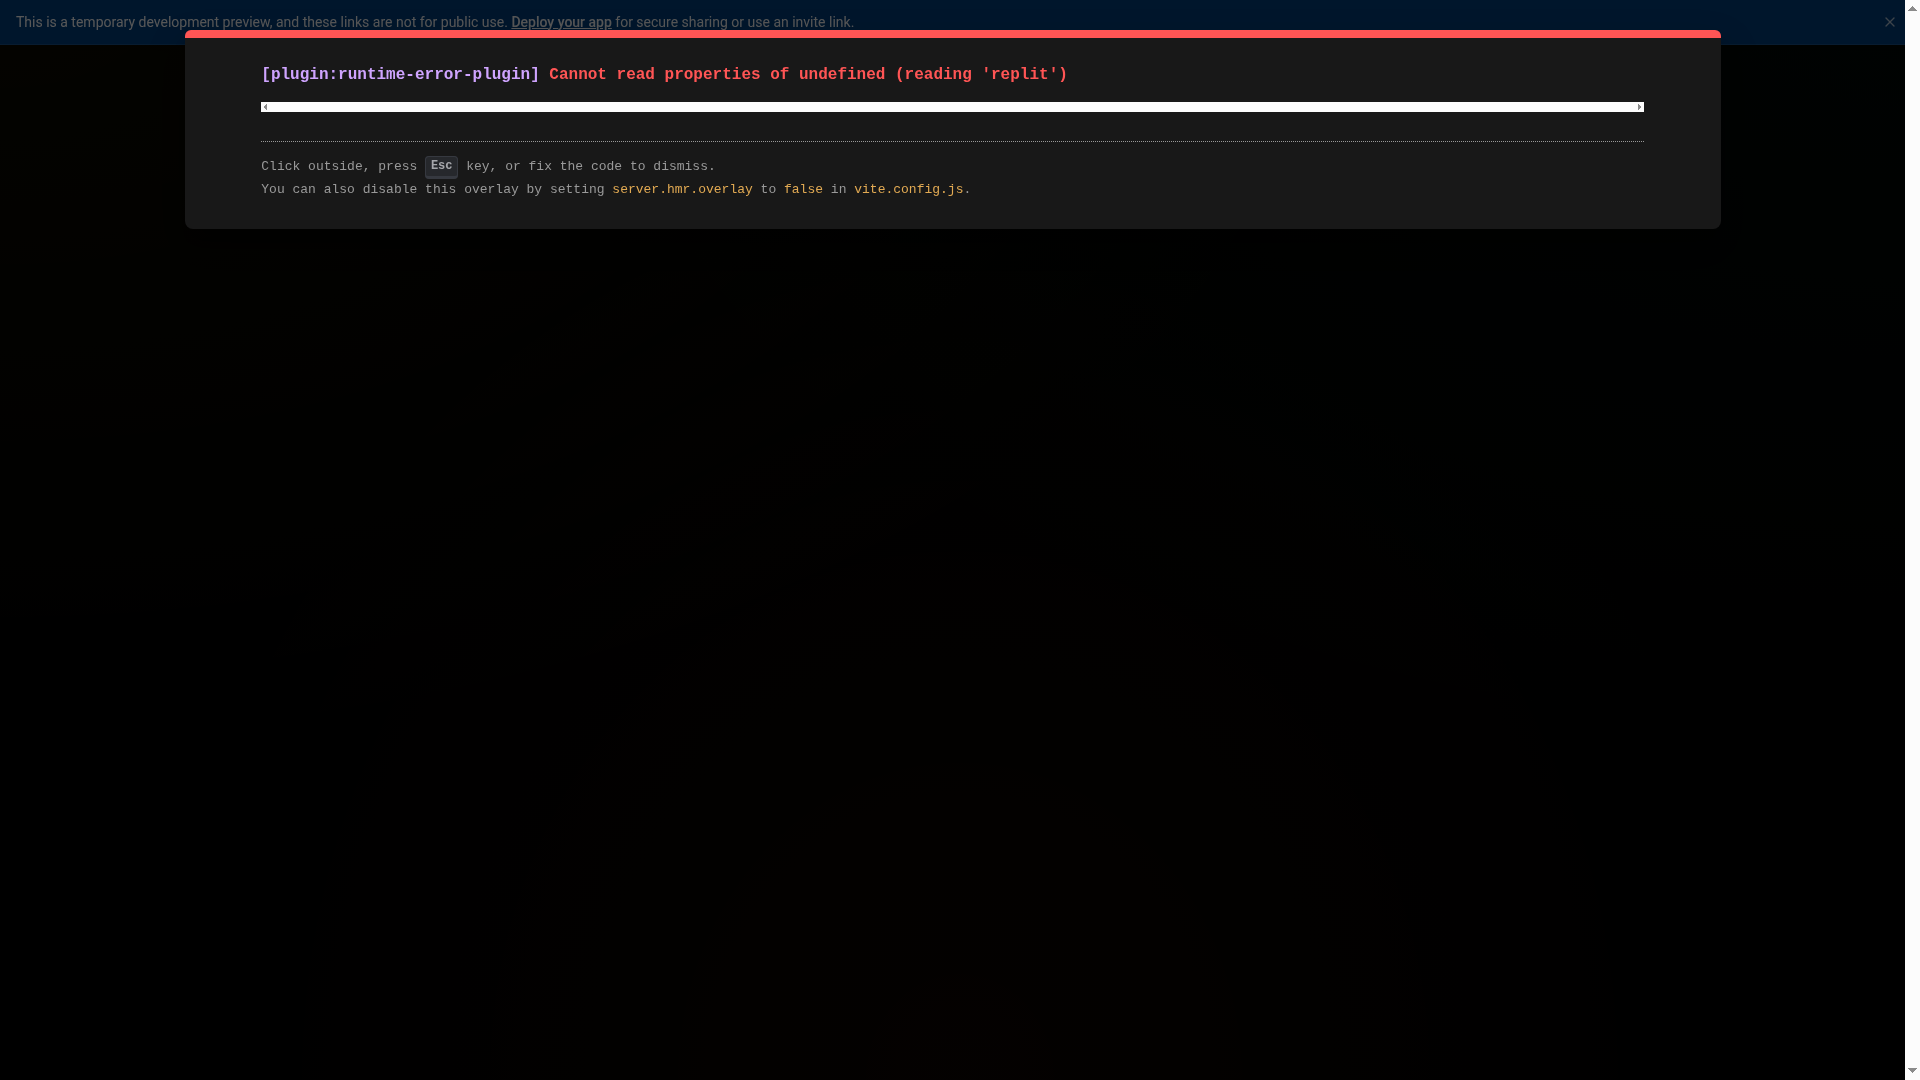 This is a temporary development preview, and these links are not for public use. Deploy your app for secure sharing or use an invite link.
[plugin:runtime-error-plugin] Cannot read properties of undefined (reading 'replit')
Click outside, press Esc key, or fix the code to dismiss.
You can also disable this overlay by setting server.hmr.overlay to false in vite.config.js.